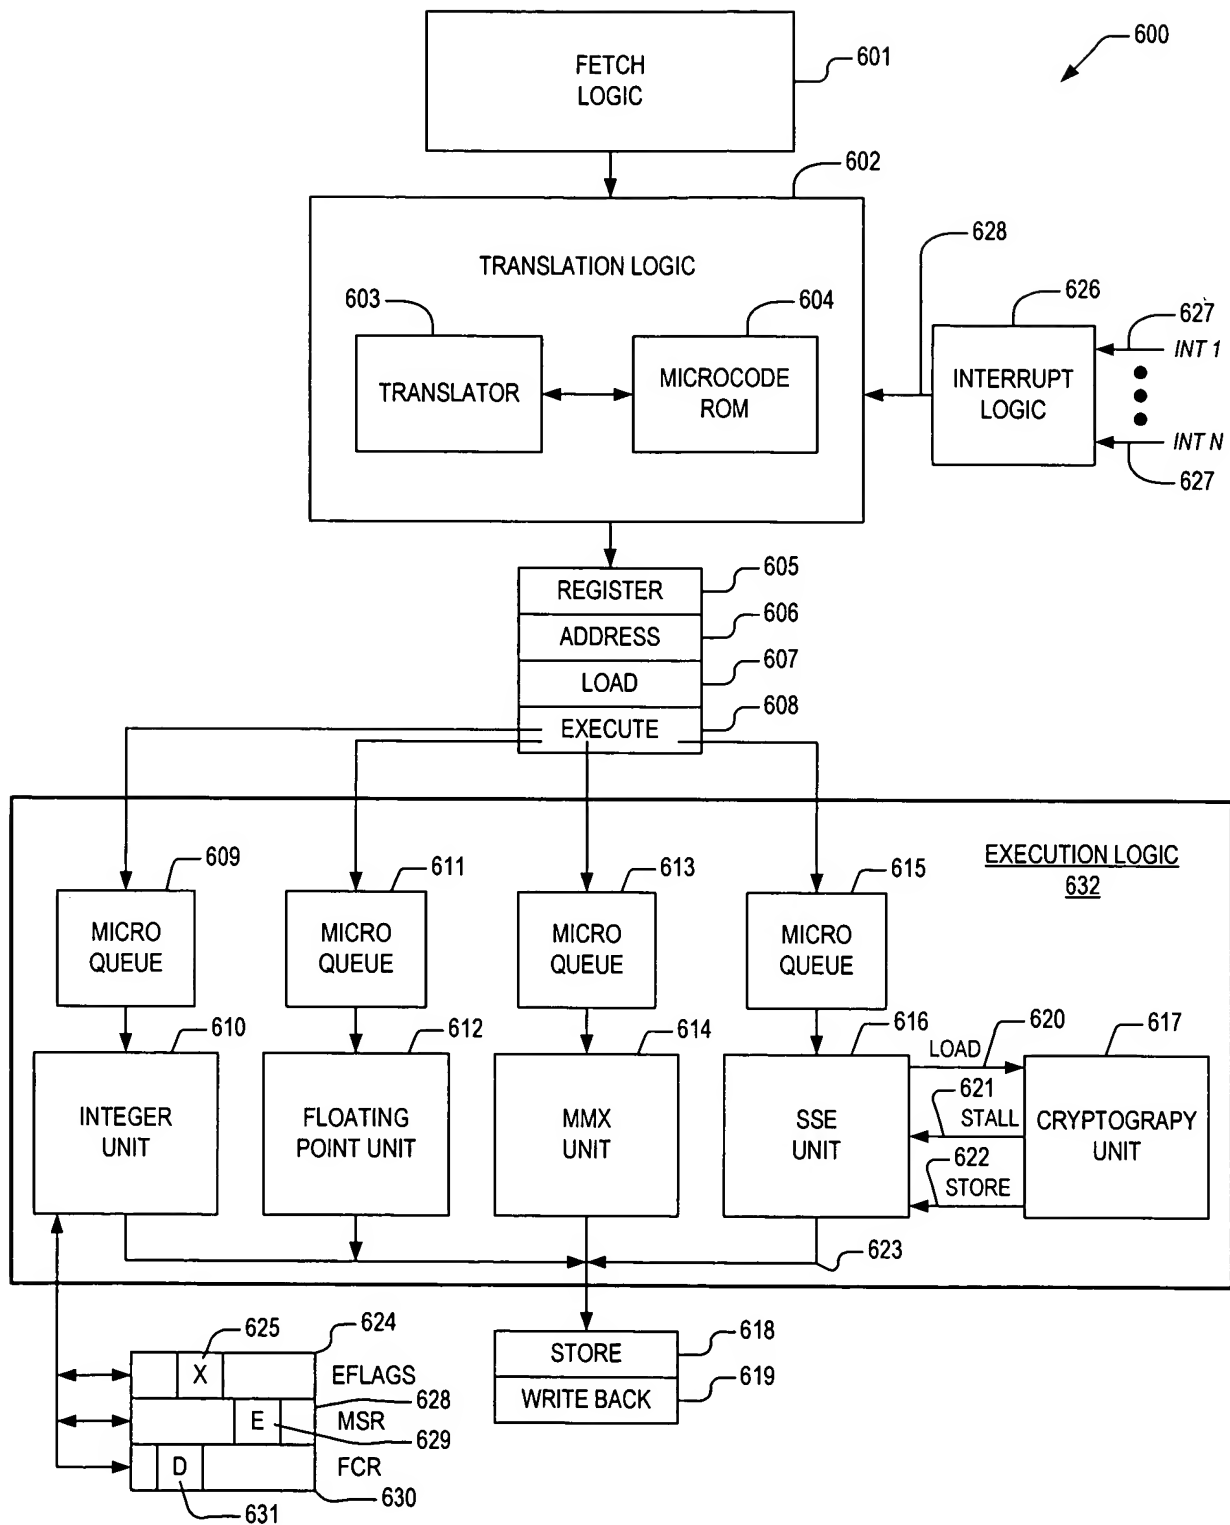 600
FETCH
LOGIC
601
602
TRANSLATION LOGIC
603
604
TRANSLATOR
MICROCODE
ROM
628
626
INTERRUPT
LOGIC
627
INT 1
INT N
627
REGISTER
605
ADDRESS
606
LOAD
607
EXECUTE
608
EXECUTION LOGIC
632
609
MICRO
QUEUE
611
MICRO
QUEUE
613
MICRO
QUEUE
615
MICRO
QUEUE
610
INTEGER
UNIT
612
FLOATING
POINT UNIT
614
MMX
UNIT
616
SSE
UNIT
LOAD
620
621
STALL
622
STORE
617
CRYPTOGRAPY
UNIT
623
625
624
X
EFLAGS
628
E
MSR
629
D
FCR
631
630
STORE
618
WRITE BACK
619